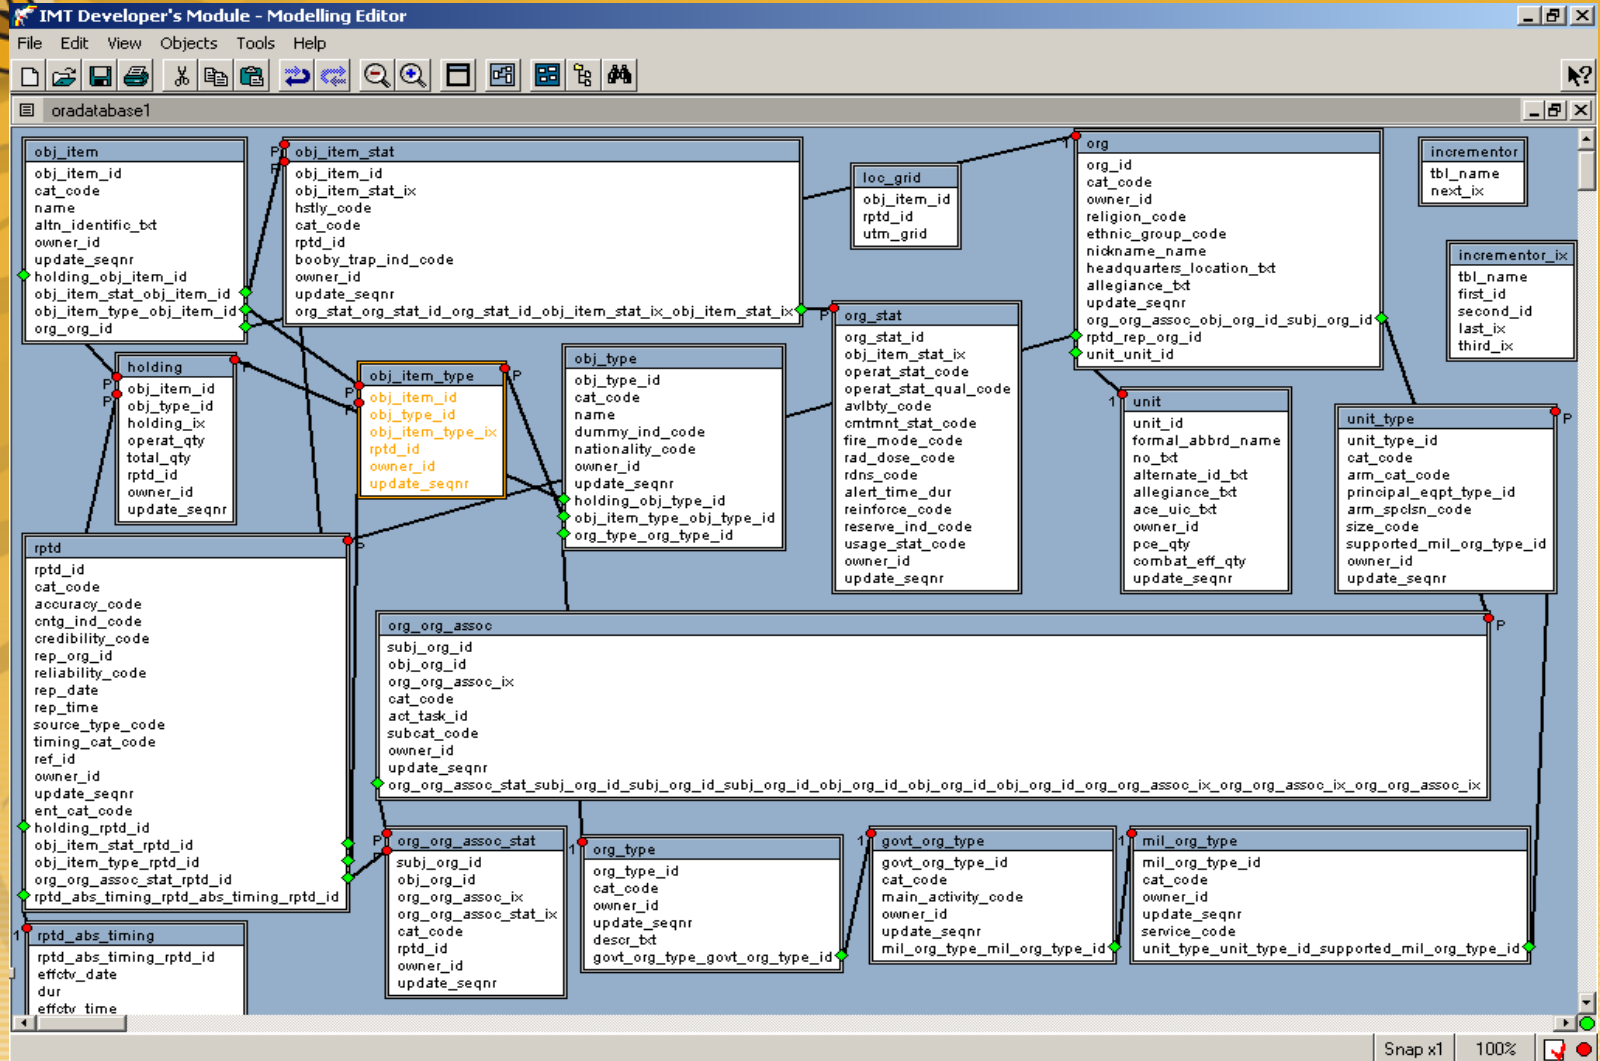 IMT Developer's Module - Modelling Editor
File Edit View Objects Tools Help
oradatabase1
obj_item
obj_item_id
cat_code
name
altn_identific_txt
owner_id
update_seqnr
holding_obj_item_id
obj_item_stat_obj_item_id
obj_item_type_obj_item_id
org_org_id
P
P
obj_item_stat
obj_item_id
obj_item_stat_ix
hstly_code
cat_code
rptd_id
booby_trap_ind_code
owner_id
update_seqnr
org_stat_org_stat_id_org_stat_id_obj_item_stat_ix_obj_item_stat_ix
loc_grid
obj_item_id
rptd_id
utm_grid
1
org
org_id
cat_code
owner_id
religion_code
ethnic_group_code
nickname_name
headquarters_location_txt
allegiance_txt
update_seqnr
org_org_assoc_obj_org_id_subj_org_id
rptd_rep_org_id
unit_unit_id
incrementor
tbl_name
next_ix
incrementor_ix
tbl_name
first_id
second_id
last_ix
third_ix
P
P
holding
P
obj_item_id
obj_type_id
holding_ix
operat_qty
total_qty
rptd_id
owner_id
update_seqnr
P
P
obj_item_type
P
obj_item_id
obj_type_id
obj_item_type_ix
rptd_id
owner_id
update_seqnr
obj_type
obj_type_id
cat_code
name
dummy_ind_code
nationality_code
owner_id
update_seqnr
holding_obj_type_id
obj_item_type_obj_type_id
org_type_org_type_id
P
org_stat
org_stat_id
obj_item_stat_ix
operat_stat_code
operat_stat_qual_code
avlbty_code
cmtmnt_stat_code
fire_mode_code
rad_dose_code
rdns_code
alert_time_dur
reinforce_code
reserve_ind_code
usage_stat_code
owner_id
update_seqnr
1
unit
unit_id
formal_abbrd_name
no_txt
alternate_id_txt
allegiance_txt
ace_uic_txt
owner_id
pce_qty
combat_eff_qty
update_seqnr
unit_type
P
unit_type_id
cat_code
arm_cat_code
principal_eqpt_type_id
arm_spclsn_code
size_code
supported_mil_org_type_id
owner_id
update_seqnr
rptd
P
rptd_id
cat_code
accuracy_code
cntg_ind_code
credibility_code
rep_org_id
reliability_code
rep_date
rep_time
source_type_code
timing_cat_code
ref_id
owner_id
update_seqnr
ent_cat_code
holding_rptd_id
obj_item_stat_rptd_id
obj_item_type_rptd_id
org_org_assoc_stat_rptd_id
rptd_abs_timing_rptd_abs_timing_rptd_id
org_org_assoc
P
subj_org_id
obj_org_id
org_org_assoc_ix
cat_code
act_task_id
subcat_code
owner_id
update_seqnr
org_org_assoc_stat_subj_org_id_subj_org_id_subj_org_id_obj_org_id_obj_org_id_obj_org_id_org_org_assoc_ix_org_org_assoc_ix_org_org_assoc_ix
1
rptd_abs_timing
rptd_abs_timing_rptd_id
effctv_date
dur
effctv_time
P
P
org_org_assoc_stat
subj_org_id
obj_org_id
org_org_assoc_ix
org_org_assoc_stat_ix
cat_code
rptd_id
owner_id
update_seqnr
1
org_type
org_type_id
cat_code
owner_id
update_seqnr
descr_txt
govt_org_type_govt_org_type_id
1
govt_org_type
govt_org_type_id
cat_code
main_activity_code
owner_id
update_seqnr
mil_org_type_mil_org_type_id
1
mil_org_type
mil_org_type_id
cat_code
owner_id
update_seqnr
service_code
unit_type_unit_type_id_supported_mil_org_type_id
Snap x1 100%